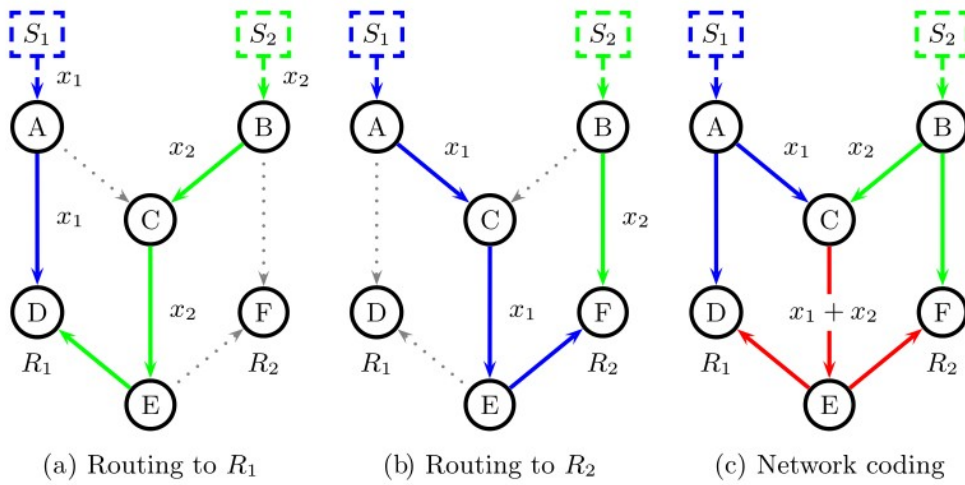 S₁ S₂ S₁ S₂ S₁ S₂
x₁ x₂
A B A B A B
x₂ x₁ x₁ x₂
C C C
x₁ x₂
D x₂ F D x₁ F D x₁ + x₂ F
R₁ R₂ R₁ R₂ R₁ R₂
E E E
(a) Routing to R₁ (b) Routing to R₂ (c) Network coding